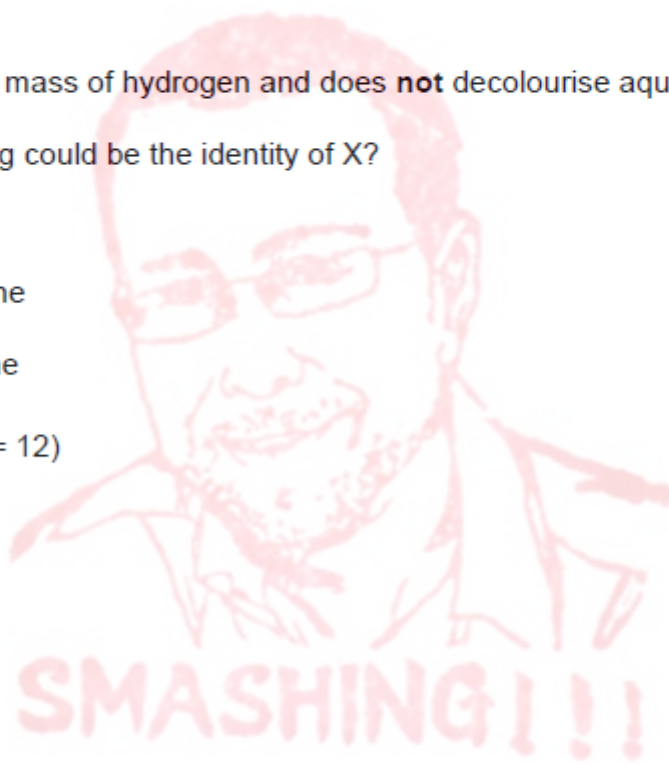 mass of hydrogen and does not decolourise aqu
g could be the identity of X?
ne
e
= 12)
SMASHING!!!